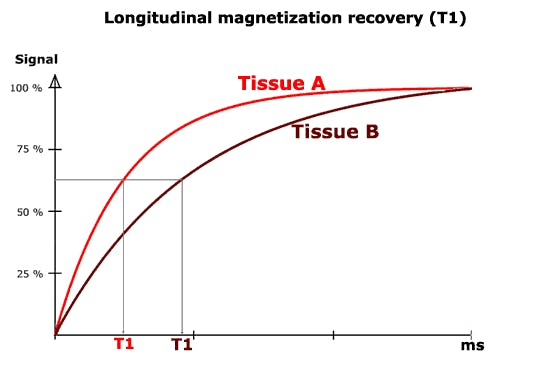 Longitudinal magnetization recovery (T1)
Signal
100 %
Tissue A
Tissue B
75 %
50 %
25 %
T1
T1
ms